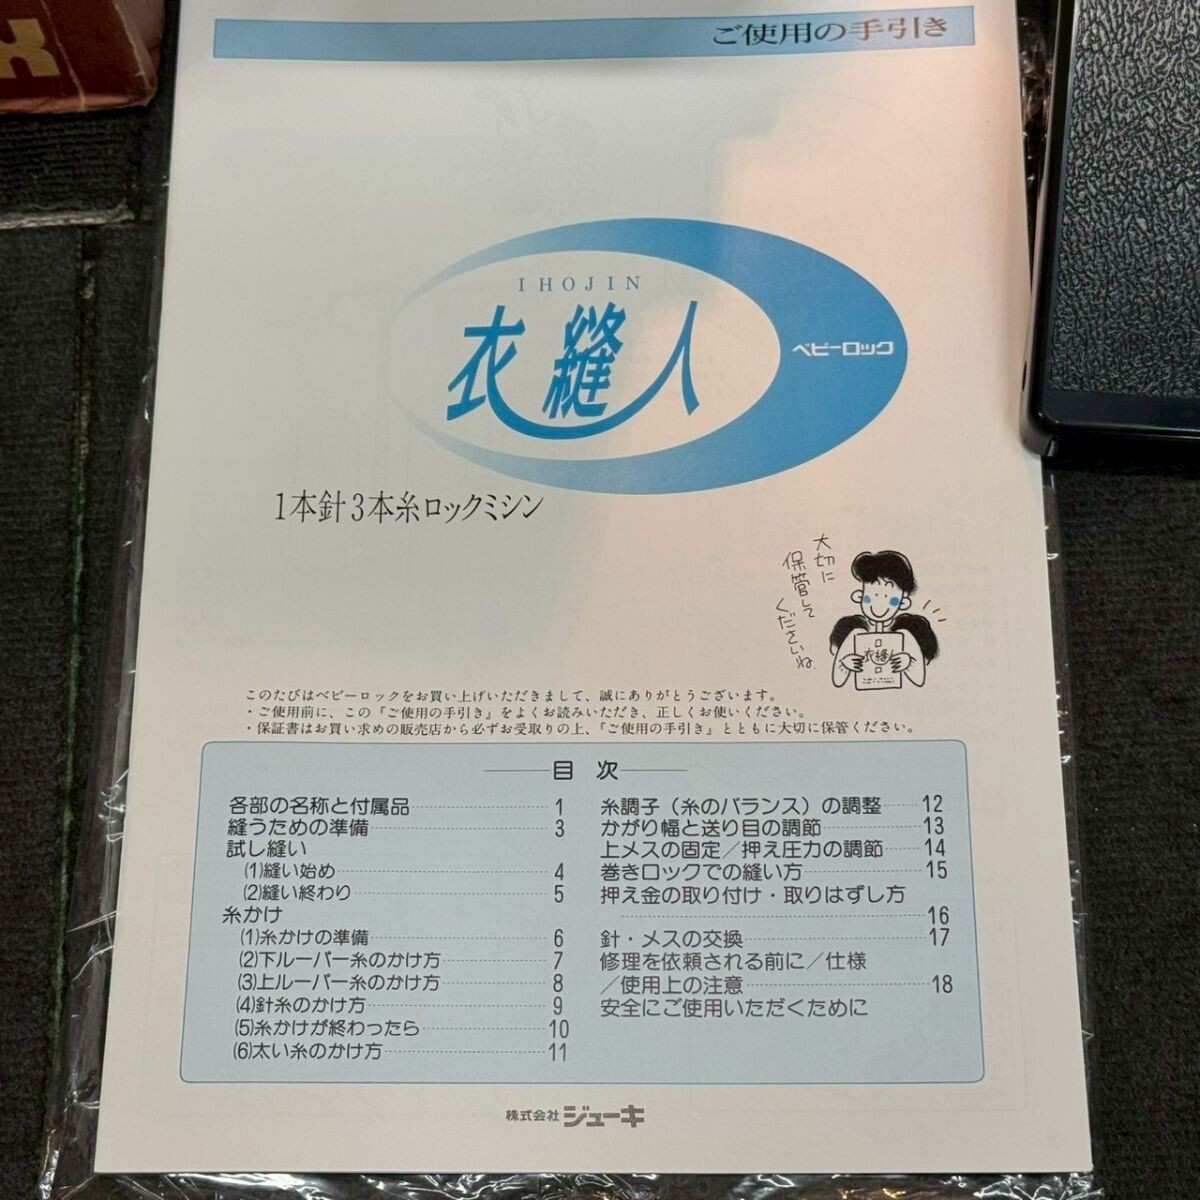 ご使用の手引き
IHOJIN
衣縫人
ベビーロック
1本針3本糸ロックミシン
大切に
保管して
くださいね
衣縫人
このたびはベビーロックをお買い上げいただきまして、誠にありがとうございます。
・ご使用前に、この『ご使用の手引き』をよくお読みいただき、正しくお使いください。
・保証書はお買い求めの販売店から必ずお受取りの上、『ご使用の手引き』とともに大切に保管ください。
目 次
各部の名称と付属品 1
縫うための準備 3
試し縫い
(1)縫い始め 4
(2)縫い終わり 5
糸かけ
(1)糸かけの準備 6
(2)下ルーパー糸のかけ方 7
(3)上ルーパー糸のかけ方 8
(4)針糸のかけ方 9
(5)糸かけが終わったら 10
(6)太い糸のかけ方 11
糸調子（糸のバランス）の調整 12
かがり幅と送り目の調節 13
上メスの固定／押え圧力の調節 14
巻きロックでの縫い方 15
押え金の取り付け・取りはずし方
16
針・メスの交換 17
修理を依頼される前に／仕様
／使用上の注意 18
安全にご使用いただくために
株式会社 ジューキ